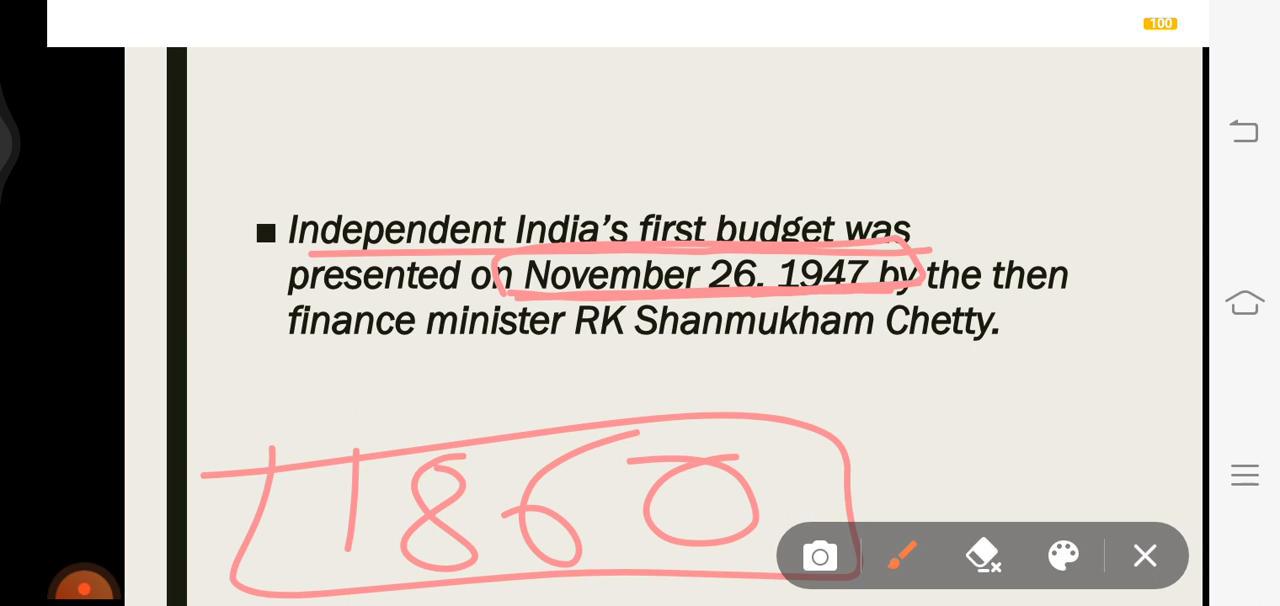 100
Independent India's first budget was
presented on November 26, 1947 by the then
finance minister RK Shanmukham Chetty.
1860